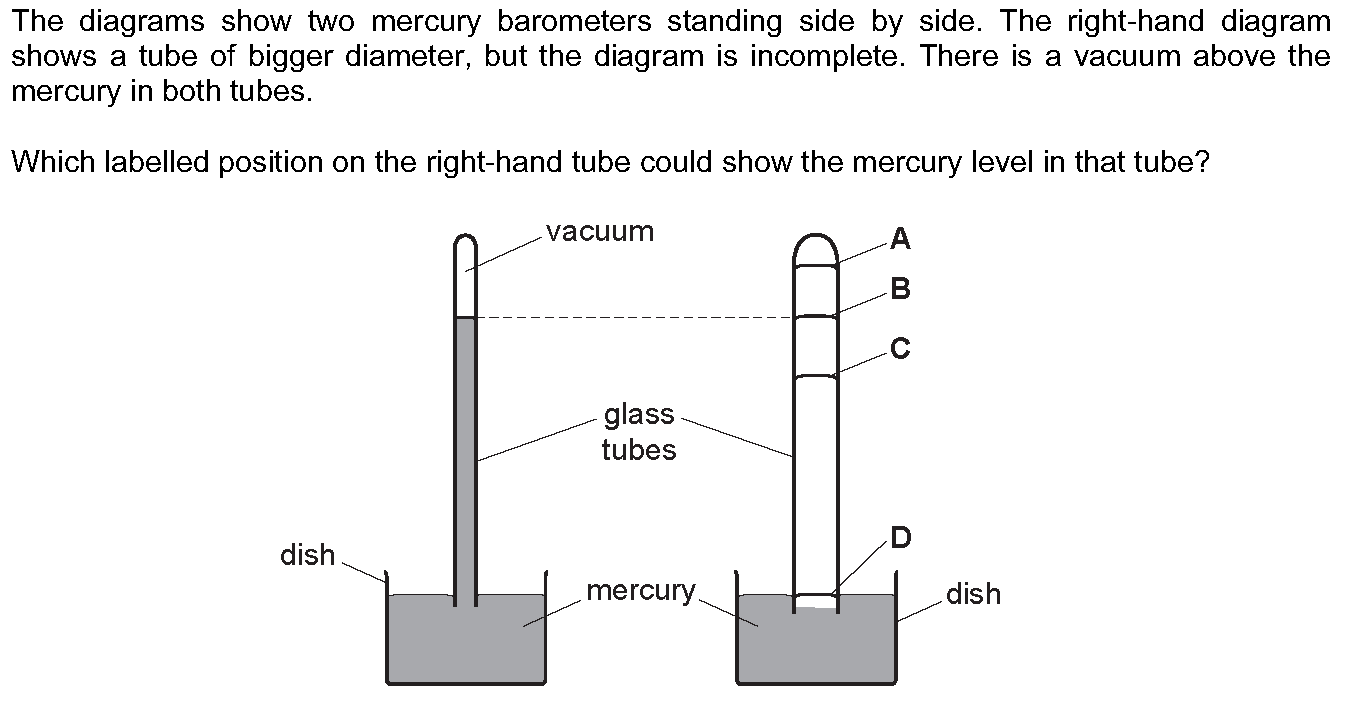 The diagrams show two mercury barometers standing side by side. The right-hand diagram
shows a tube of bigger diameter, but the diagram is incomplete. There is a vacuum above the
mercury in both tubes.
Which labelled position on the right-hand tube could show the mercury level in that tube?
vacuum
A
B
C
glass
tubes
D
dish
mercury
dish